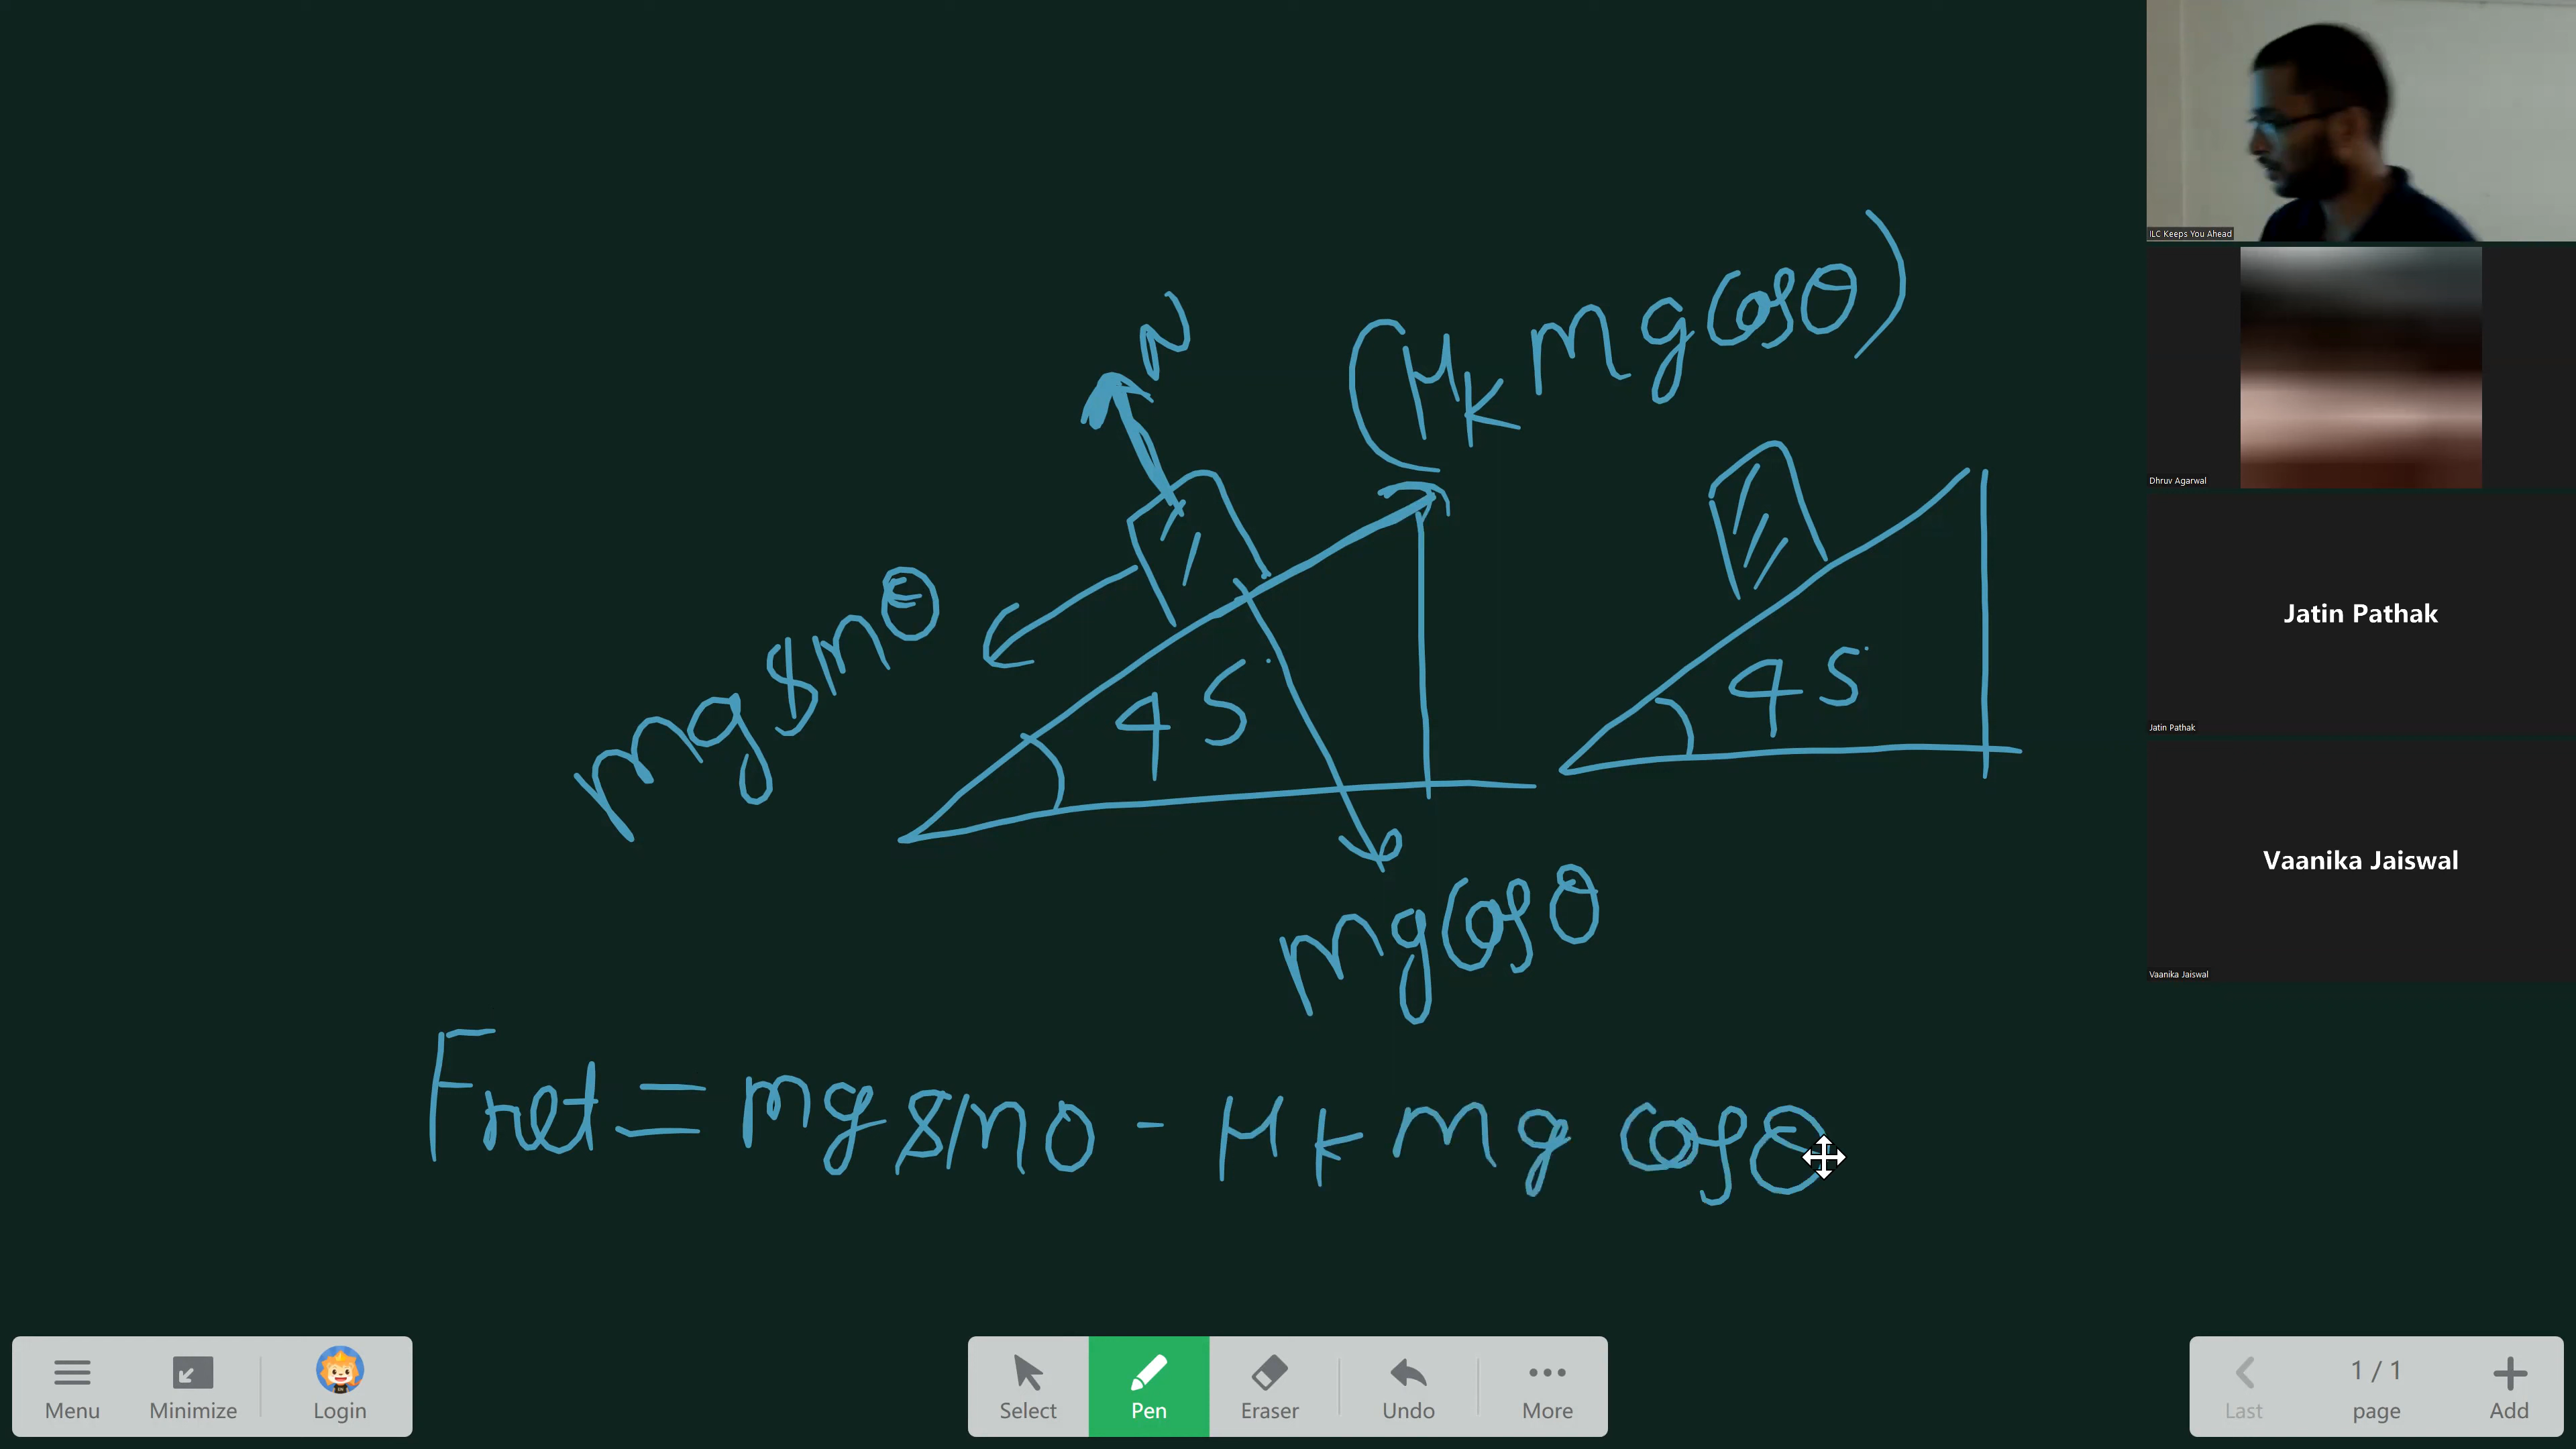 ILC Keeps You Ahead
N
(μk mg cosθ)
Dhruv Agarwal
mg sinθ
45°
45°
Jatin Pathak
Jatin Pathak
mg cosθ
Vaanika Jaiswal
Vaanika Jaiswal
Fnet = mg sinθ - μk mg cosθ
Menu Minimize Login
Select Pen Eraser Undo More
1 / 1
Last page Add